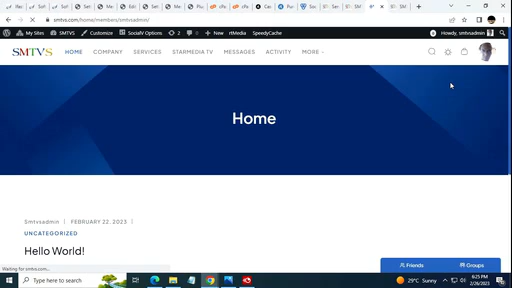 smtvs.com/home/members/smtvsadmin/
My Sites SMTVS Customize SocialV Options 2 0 New rtMedia SpeedyCache Howdy, smtvsadmin
SMTVS HOME COMPANY SERVICES STARMEDIA TV MESSAGES ACTIVITY MORE
Home
Smtvsadmin | FEBRUARY 22, 2023 |
UNCATEGORIZED
Hello World!
Friends Groups
Waiting for smtvs.com...
Type here to search
29°C Sunny
6:25 PM
2/26/2023